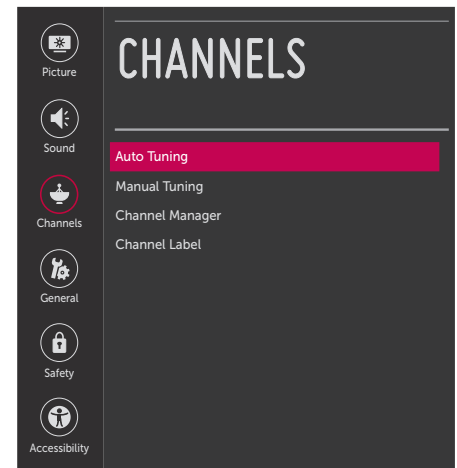 Picture
Sound
Channels
General
Safety
Accessibility
CHANNELS
Auto Tuning
Manual Tuning
Channel Manager
Channel Label